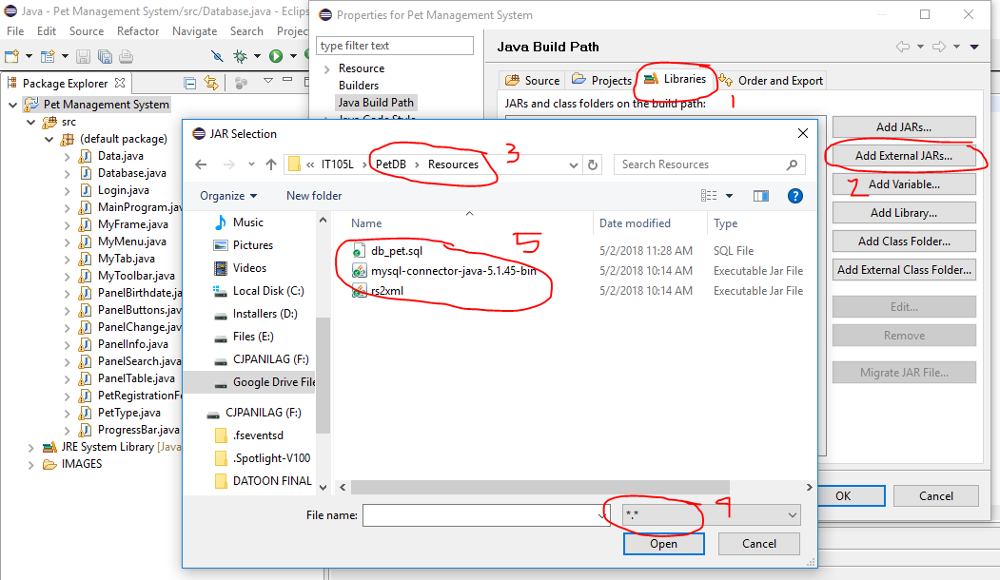 Java - Pet Management System/src/Database.java - Eclips
File Edit Source Refactor Navigate Search Projec
Package Explorer
Pet Management System
src
(default package)
Data.java
Database.java
Login.java
MainProgram.jav
MyFrame.java
MyMenu.java
MyTab.java
MyToolbar.java
PanelBirthdate.ja
PanelButtons.jav
PanelChange.jav
PanelInfo.java
PanelSearch.java
PanelTable.java
PetRegistrationFo
PetType.java
ProgressBar.java
JRE System Library [Java
IMAGES
Properties for Pet Management System
type filter text
Resource
Builders
Java Build Path
Java Code Style
Java Build Path
Source Projects Libraries Order and Export
1
JARs and class folders on the build path:
Add JARs...
Add External JARs...
2
Add Variable...
Add Library...
Add Class Folder...
Add External Class Folder...
Edit...
Remove
Migrate JAR File...
OK Cancel
JAR Selection
« IT105L › PetDB › Resources
3
Search Resources
Organize New folder
Music
Pictures
Videos
Local Disk (C:)
Installers (D:)
Files (E:)
CJPANILAG (F:)
Google Drive File
CJPANILAG (F:)
.fseventsd
.Spotlight-V100
DATOON FINAL
Name Date modified Type
5
db_pet.sql 5/2/2018 11:28 AM SQL File
mysql-connector-java-5.1.45-bin 5/2/2018 10:14 AM Executable Jar File
rs2xml 5/2/2018 10:14 AM Executable Jar File
File name: *.*
4
Open Cancel